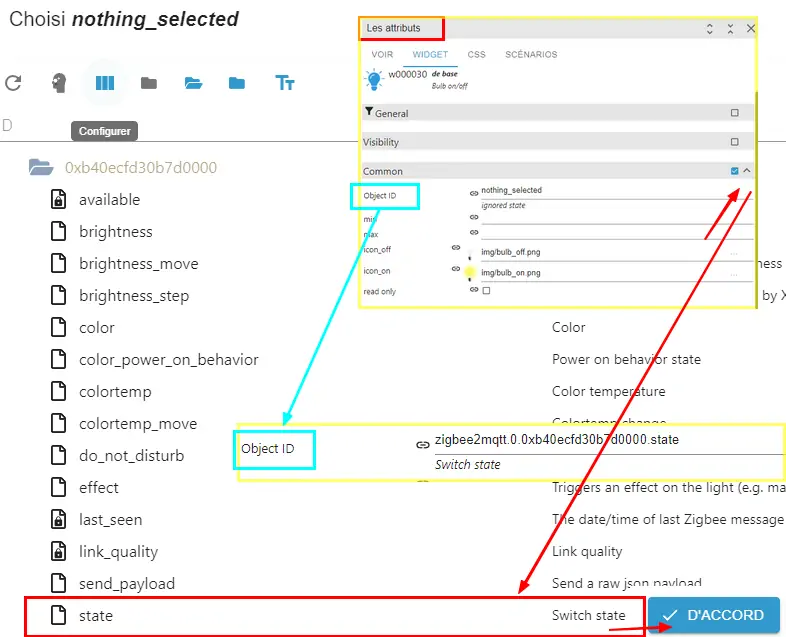 Choisi nothing_selected
D
Configurer
0xb40ecfd30b7d0000
available
brightness
brightness_move
ness
brightness_step
by X
color
Color
color_power_on_behavior
Power on behavior state
colortemp
Color temperature
colortemp_move
Colortemp change
do_not_disturb
effect
Triggers an effect on the light (e.g. ma
last_seen
The date/time of last Zigbee message
link_quality
Link quality
send_payload
Send a raw json payload
state
Switch state
D'ACCORD
Les attributs
VOIR WIDGET CSS SCÉNARIOS
w000030 de base
Bulb on/off
General
Visibility
Common
Object ID nothing_selected
ignored state
max
icon_off img/bulb_off.png ...
icon_on img/bulb_on.png ...
read only
Object ID zigbee2mqtt.0.0xb40ecfd30b7d0000.state
Switch state